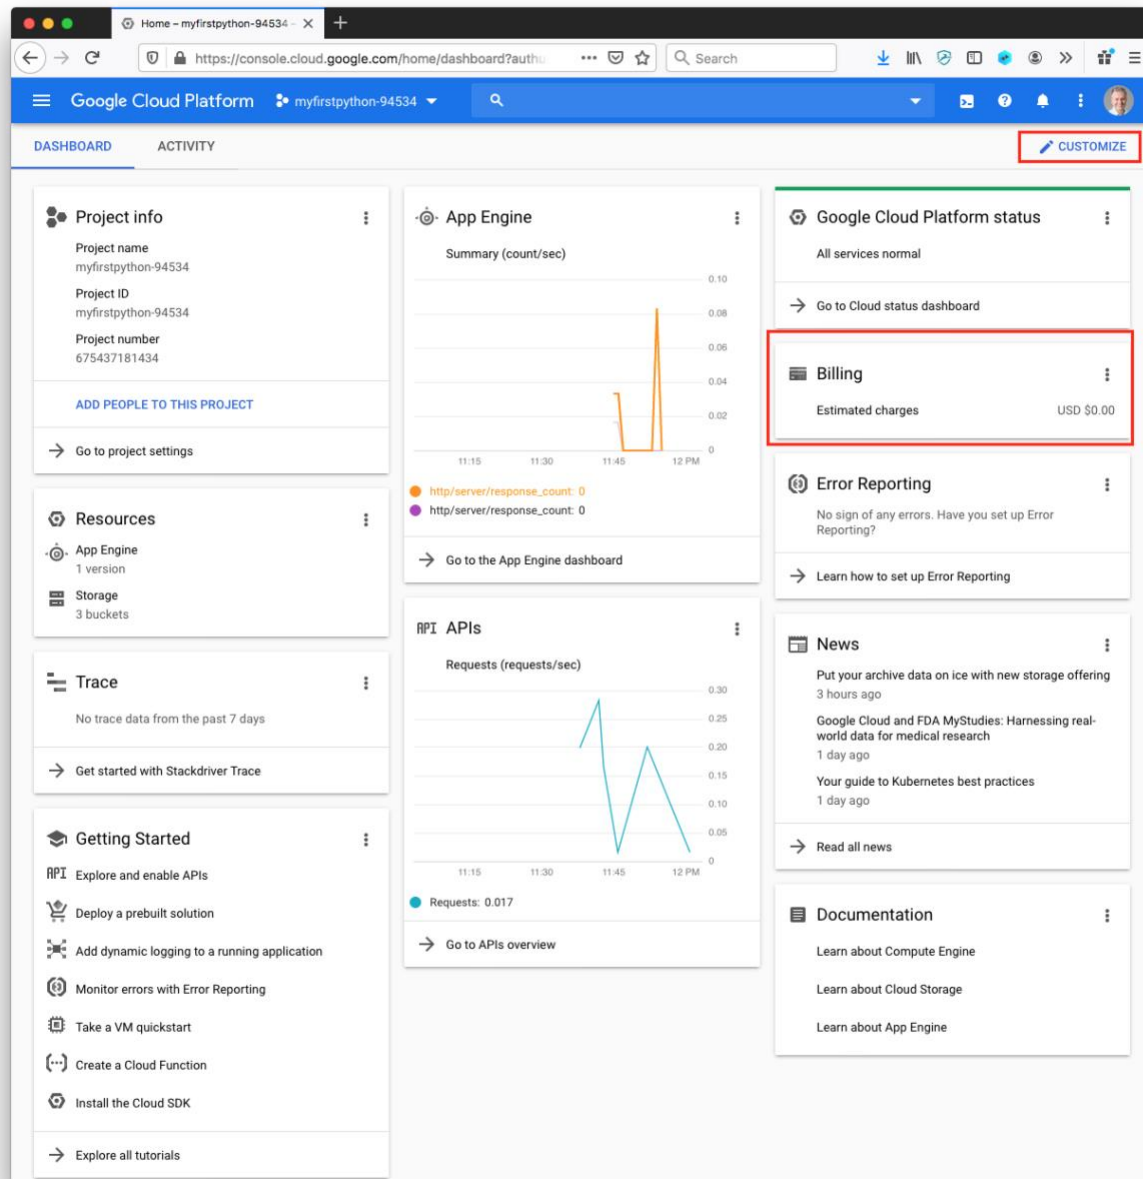 Home – myfirstpython-94534 –
https://console.cloud.google.com/home/dashboard?authu
Search
Google Cloud Platform
myfirstpython-94534
DASHBOARD
ACTIVITY
CUSTOMIZE
Project info
Project name
myfirstpython-94534
Project ID
myfirstpython-94534
Project number
675437181434
ADD PEOPLE TO THIS PROJECT
Go to project settings
Resources
App Engine
1 version
Storage
3 buckets
Trace
No trace data from the past 7 days
Get started with Stackdriver Trace
Getting Started
API Explore and enable APIs
Deploy a prebuilt solution
Add dynamic logging to a running application
Monitor errors with Error Reporting
Take a VM quickstart
Create a Cloud Function
Install the Cloud SDK
Explore all tutorials
App Engine
Summary (count/sec)
0.10
0.08
0.06
0.04
0.02
0
11:15 11:30 11:45 12 PM
http/server/response_count: 0
http/server/response_count: 0
Go to the App Engine dashboard
API APIs
Requests (requests/sec)
0.30
0.25
0.20
0.15
0.10
0.05
0
11:15 11:30 11:45 12 PM
Requests: 0.017
Go to APIs overview
Google Cloud Platform status
All services normal
Go to Cloud status dashboard
Billing
Estimated charges USD $0.00
Error Reporting
No sign of any errors. Have you set up Error
Reporting?
Learn how to set up Error Reporting
News
Put your archive data on ice with new storage offering
3 hours ago
Google Cloud and FDA MyStudies: Harnessing real-
world data for medical research
1 day ago
Your guide to Kubernetes best practices
1 day ago
Read all news
Documentation
Learn about Compute Engine
Learn about Cloud Storage
Learn about App Engine